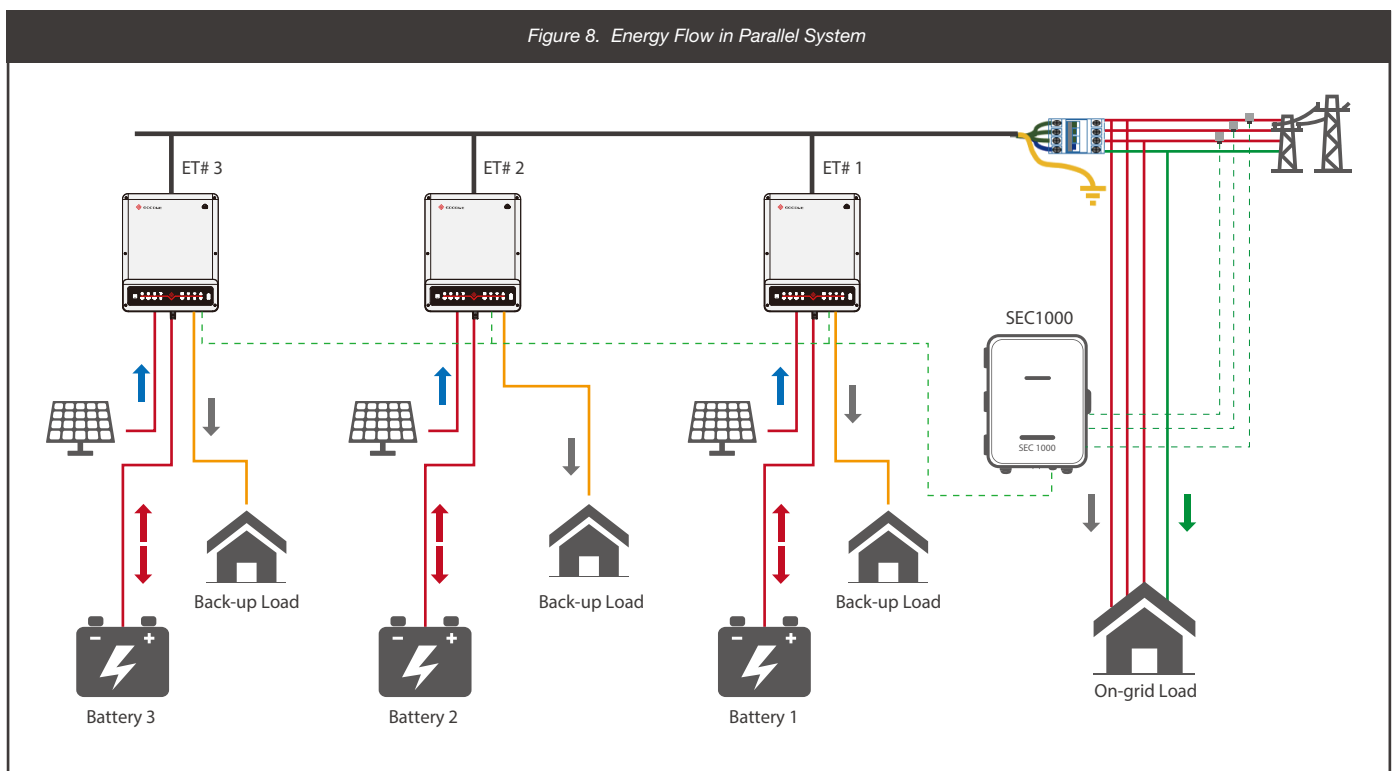 Figure 8. Energy Flow in Parallel System
ET# 3
ET# 2
ET# 1
SEC1000
SEC 1000
Back-up Load
Back-up Load
Back-up Load
On-grid Load
Battery 3
Battery 2
Battery 1